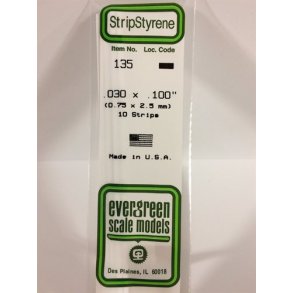 StripStyrene
Item No. Loc. Code
135
.030 x .100"
(0.75 x 2.5 mm)
10 Strips
Made in U.S.A.
evergreen
scale models
Des Plaines, IL 60018